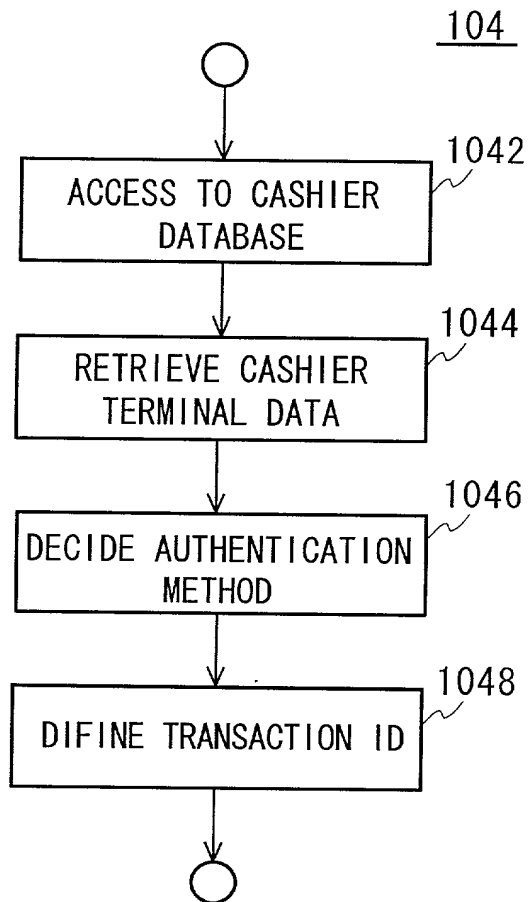 104
1042
ACCESS TO CASHIER
DATABASE
1044
RETRIEVE CASHIER
TERMINAL DATA
1046
DECIDE AUTHENTICATION
METHOD
1048
DIFINE TRANSACTION ID